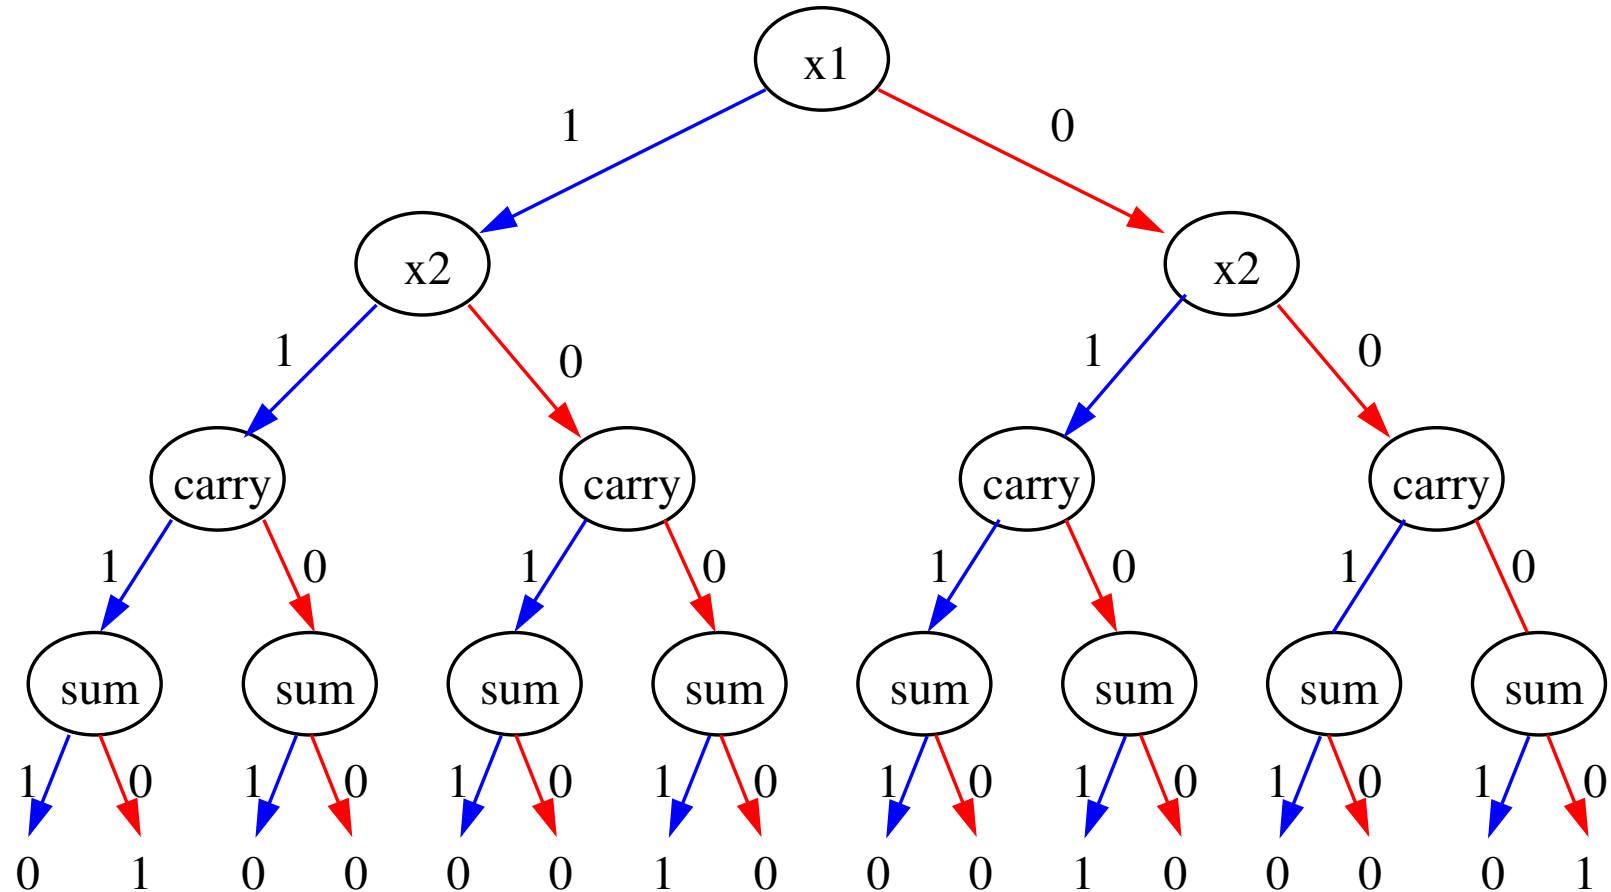 x1
1 0
x2 x2
1 0 1 0
carry carry carry carry
1 0 1 0 1 0 1 0
sum sum sum sum sum sum sum sum
1 0 1 0 1 0 1 0 1 0 1 0 1 0 1 0
0 1 0 0 0 0 1 0 0 0 1 0 0 0 0 1